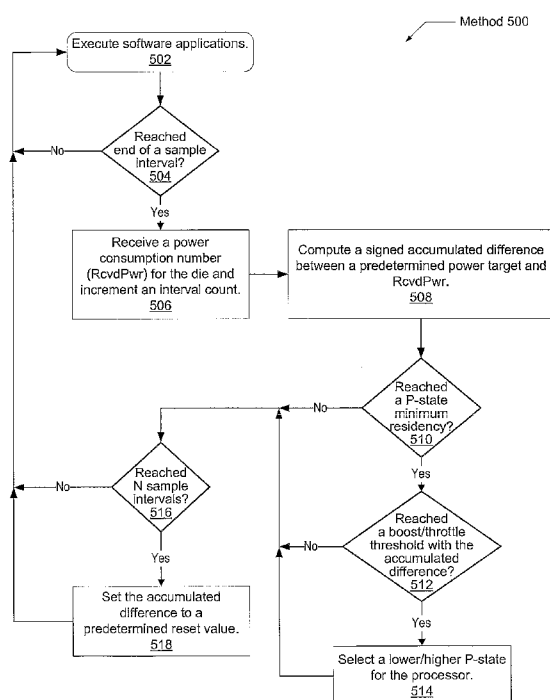 Method 500
Execute software applications.
502
Reached
end of a sample
interval?
504
No
Yes
Receive a power
consumption number
(RcvdPwr) for the die and
increment an interval count.
506
Compute a signed accumulated difference
between a predetermined power target and
RcvdPwr.
508
Reached
a P-state
minimum
residency?
510
No
Yes
Reached
N sample
intervals?
516
No
Yes
Reached
a boost/throttle
threshold with the
accumulated
difference?
512
No
Yes
Set the accumulated
difference to a
predetermined reset value.
518
Select a lower/higher P-state
for the processor.
514